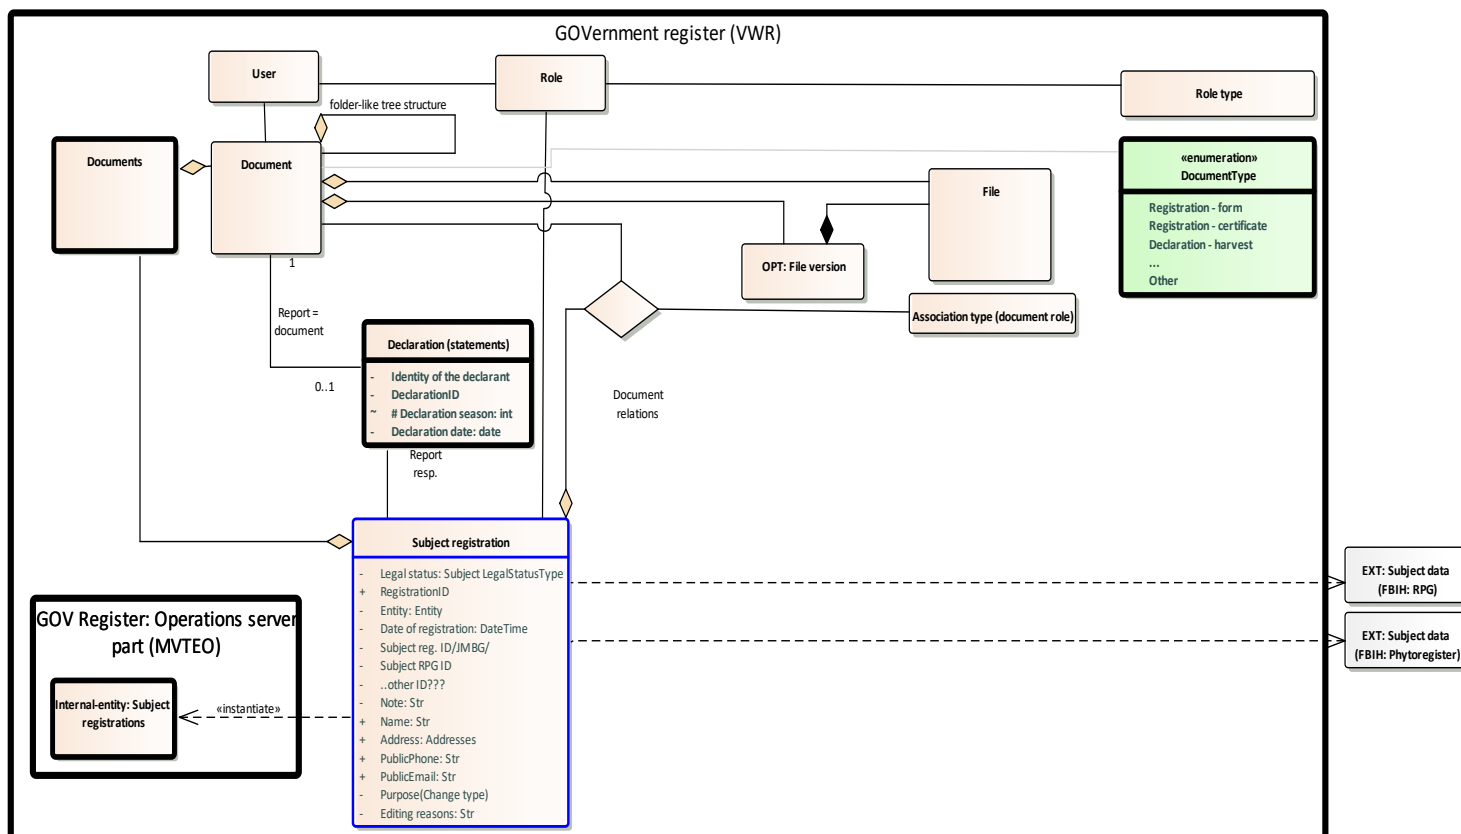 GOVernment register (VWR)
User
Role
Role type
folder-like tree structure
Documents
Document
«enumeration»
DocumentType
Registration - form
Registration - certificate
Declaration - harvest
...
Other
File
OPT: File version
1
Report =
document
0..1
Association type (document role)
Declaration (statements)
- Identity of the declarant
- DeclarationID
~ # Declaration season: int
- Declaration date: date
Document
relations
Report
resp.
Subject registration
- Legal status: Subject LegalStatusType
+ RegistrationID
- Entity: Entity
- Date of registration: DateTime
- Subject reg. ID/JMBG/
- Subject RPG ID
- ..other ID???
- Note: Str
+ Name: Str
+ Address: Addresses
+ PublicPhone: Str
+ PublicEmail: Str
- Purpose(Change type)
- Editing reasons: Str
EXT: Subject data
(FBIH: RPG)
EXT: Subject data
(FBIH: Phytoregister)
GOV Register: Operations server
part (MVTEO)
Internal-entity: Subject
registrations
«instantiate»